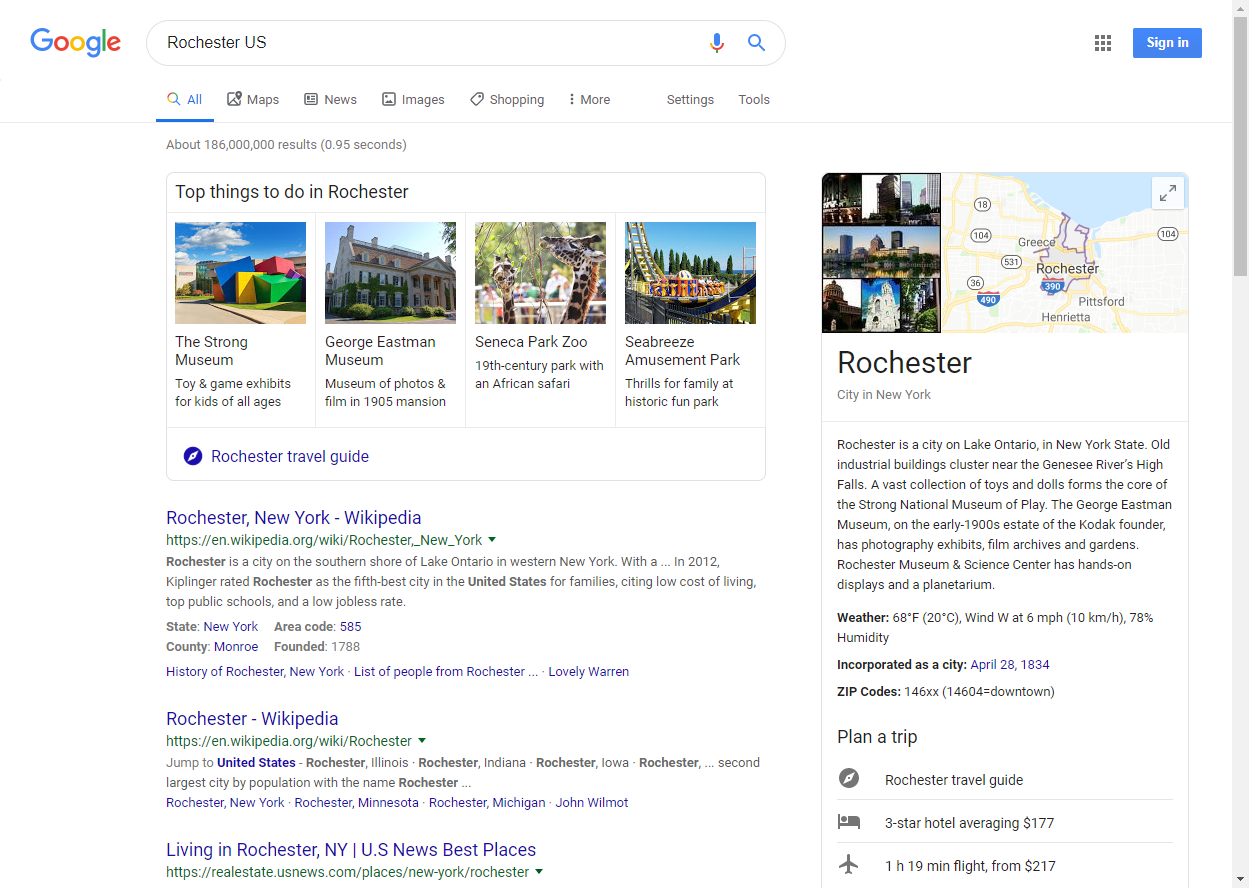 Google
Rochester US
Sign in
All
Maps
News
Images
Shopping
More
Settings
Tools
About 186,000,000 results (0.95 seconds)
Top things to do in Rochester
The Strong
Museum
Toy & game exhibits
for kids of all ages
George Eastman
Museum
Museum of photos &
film in 1905 mansion
Seneca Park Zoo
19th-century park with
an African safari
Seabreeze
Amusement Park
Thrills for family at
historic fun park
Rochester travel guide
Rochester, New York - Wikipedia
https://en.wikipedia.org/wiki/Rochester,_New_York
Rochester is a city on the southern shore of Lake Ontario in western New York. With a ... In 2012,
Kiplinger rated Rochester as the fifth-best city in the United States for families, citing low cost of living,
top public schools, and a low jobless rate.
State: New York Area code: 585
County: Monroe Founded: 1788
History of Rochester, New York · List of people from Rochester ... · Lovely Warren
Rochester - Wikipedia
https://en.wikipedia.org/wiki/Rochester
Jump to United States - Rochester, Illinois · Rochester, Indiana · Rochester, Iowa · Rochester, ... second
largest city by population with the name Rochester ...
Rochester, New York · Rochester, Minnesota · Rochester, Michigan · John Wilmot
Living in Rochester, NY | U.S News Best Places
https://realestate.usnews.com/places/new-york/rochester
18
104
Greece
104
531
Rochester
36
390
490
Pittsford
Henrietta
Rochester
City in New York
Rochester is a city on Lake Ontario, in New York State. Old
industrial buildings cluster near the Genesee River’s High
Falls. A vast collection of toys and dolls forms the core of
the Strong National Museum of Play. The George Eastman
Museum, on the early-1900s estate of the Kodak founder,
has photography exhibits, film archives and gardens.
Rochester Museum & Science Center has hands-on
displays and a planetarium.
Weather: 68°F (20°C), Wind W at 6 mph (10 km/h), 78%
Humidity
Incorporated as a city: April 28, 1834
ZIP Codes: 146xx (14604=downtown)
Plan a trip
Rochester travel guide
3-star hotel averaging $177
1 h 19 min flight, from $217